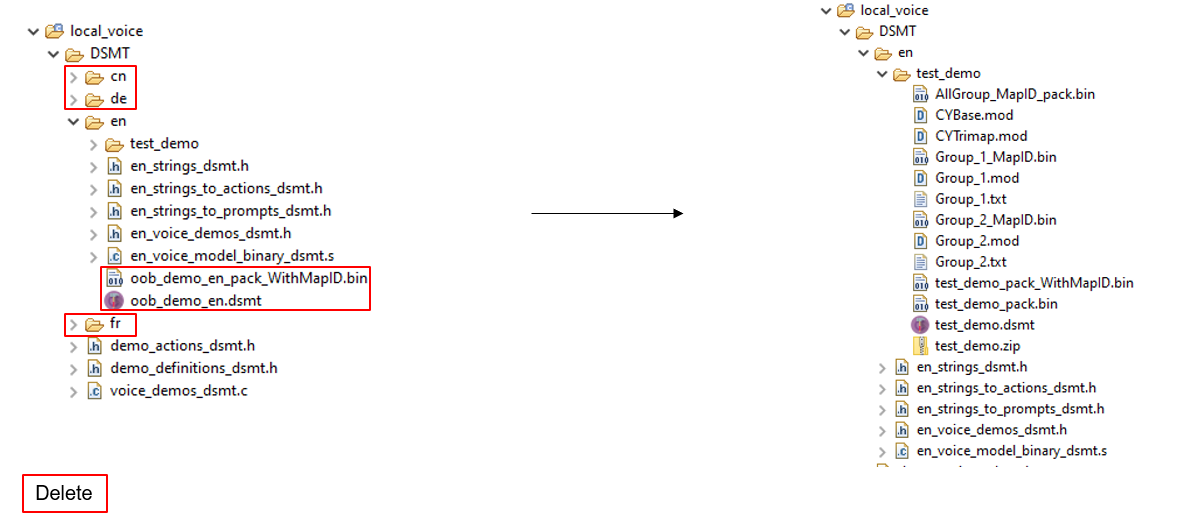 local_voice
DSMT
cn
de
en
test_demo
en_strings_dsmt.h
en_strings_to_actions_dsmt.h
en_strings_to_prompts_dsmt.h
en_voice_demos_dsmt.h
en_voice_model_binary_dsmt.s
oob_demo_en_pack_WithMapID.bin
oob_demo_en.dsmt
fr
demo_actions_dsmt.h
demo_definitions_dsmt.h
voice_demos_dsmt.c
Delete
local_voice
DSMT
en
test_demo
AllGroup_MapID_pack.bin
CYBase.mod
CYTrimap.mod
Group_1_MapID.bin
Group_1.mod
Group_1.txt
Group_2_MapID.bin
Group_2.mod
Group_2.txt
test_demo_pack_WithMapID.bin
test_demo_pack.bin
test_demo.dsmt
test_demo.zip
en_strings_dsmt.h
en_strings_to_actions_dsmt.h
en_strings_to_prompts_dsmt.h
en_voice_demos_dsmt.h
en_voice_model_binary_dsmt.s